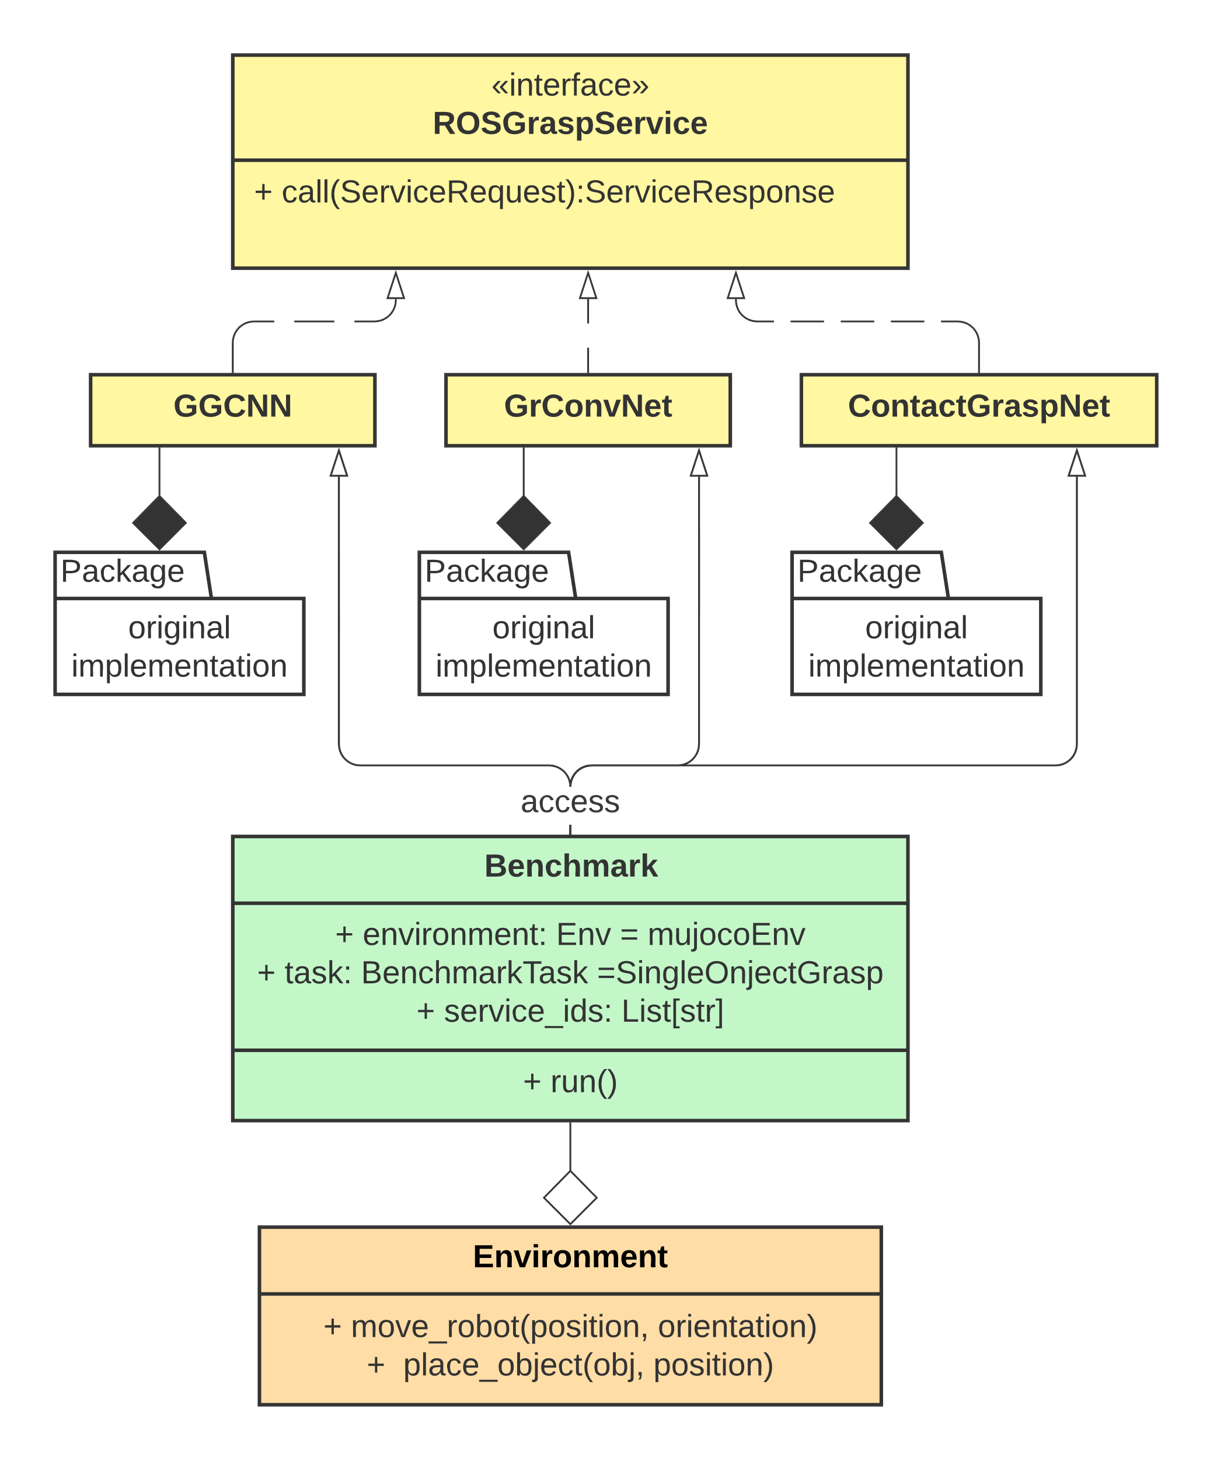 «interface»
ROSGraspService
+ call(ServiceRequest):ServiceResponse
GGCNN
GrConvNet
ContactGraspNet
Package
original
implementation
Package
original
implementation
Package
original
implementation
access
Benchmark
+ environment: Env = mujocoEnv
+ task: BenchmarkTask =SingleOnjectGrasp
+ service_ids: List[str]
+ run()
Environment
+ move_robot(position, orientation)
+ place_object(obj, position)